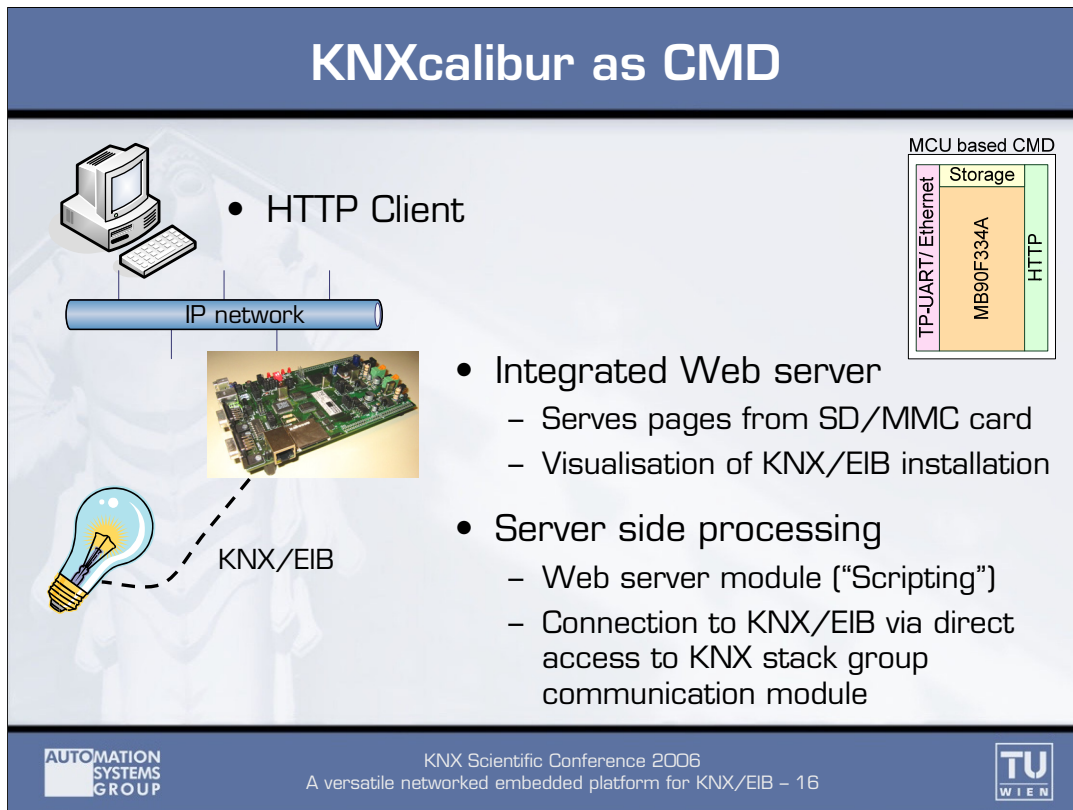 KNXcalibur as CMD
MCU based CMD
Storage
TP-UART/ Ethernet
MB90F334A
HTTP
• HTTP Client
IP network
• Integrated Web server
– Serves pages from SD/MMC card
– Visualisation of KNX/EIB installation
KNX/EIB
• Server side processing
– Web server module (“Scripting”)
– Connection to KNX/EIB via direct
access to KNX stack group
communication module
AUTOMATION
SYSTEMS
GROUP
KNX Scientific Conference 2006
A versatile networked embedded platform for KNX/EIB – 16
TU
WIEN